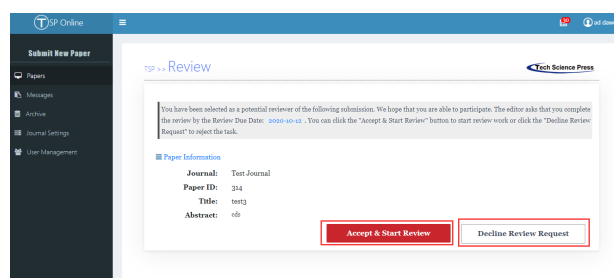 TSP Online
30
ad daw
Submit New Paper
Papers
Messages
Archive
Journal Settings
User Management
TSP >> Review
Tech Science Press
You have been selected as a potential reviewer of the following submission. We hope that you are able to participate. The editor asks that you complete
the review by the Review Due Date: 2020-10-12 . You can click the "Accept & Start Review" button to start review work or click the "Decline Review
Request" to reject the task.
Paper Information
Journal: Test Journal
Paper ID: 314
Title: test3
Abstract: cds
Accept & Start Review
Decline Review Request